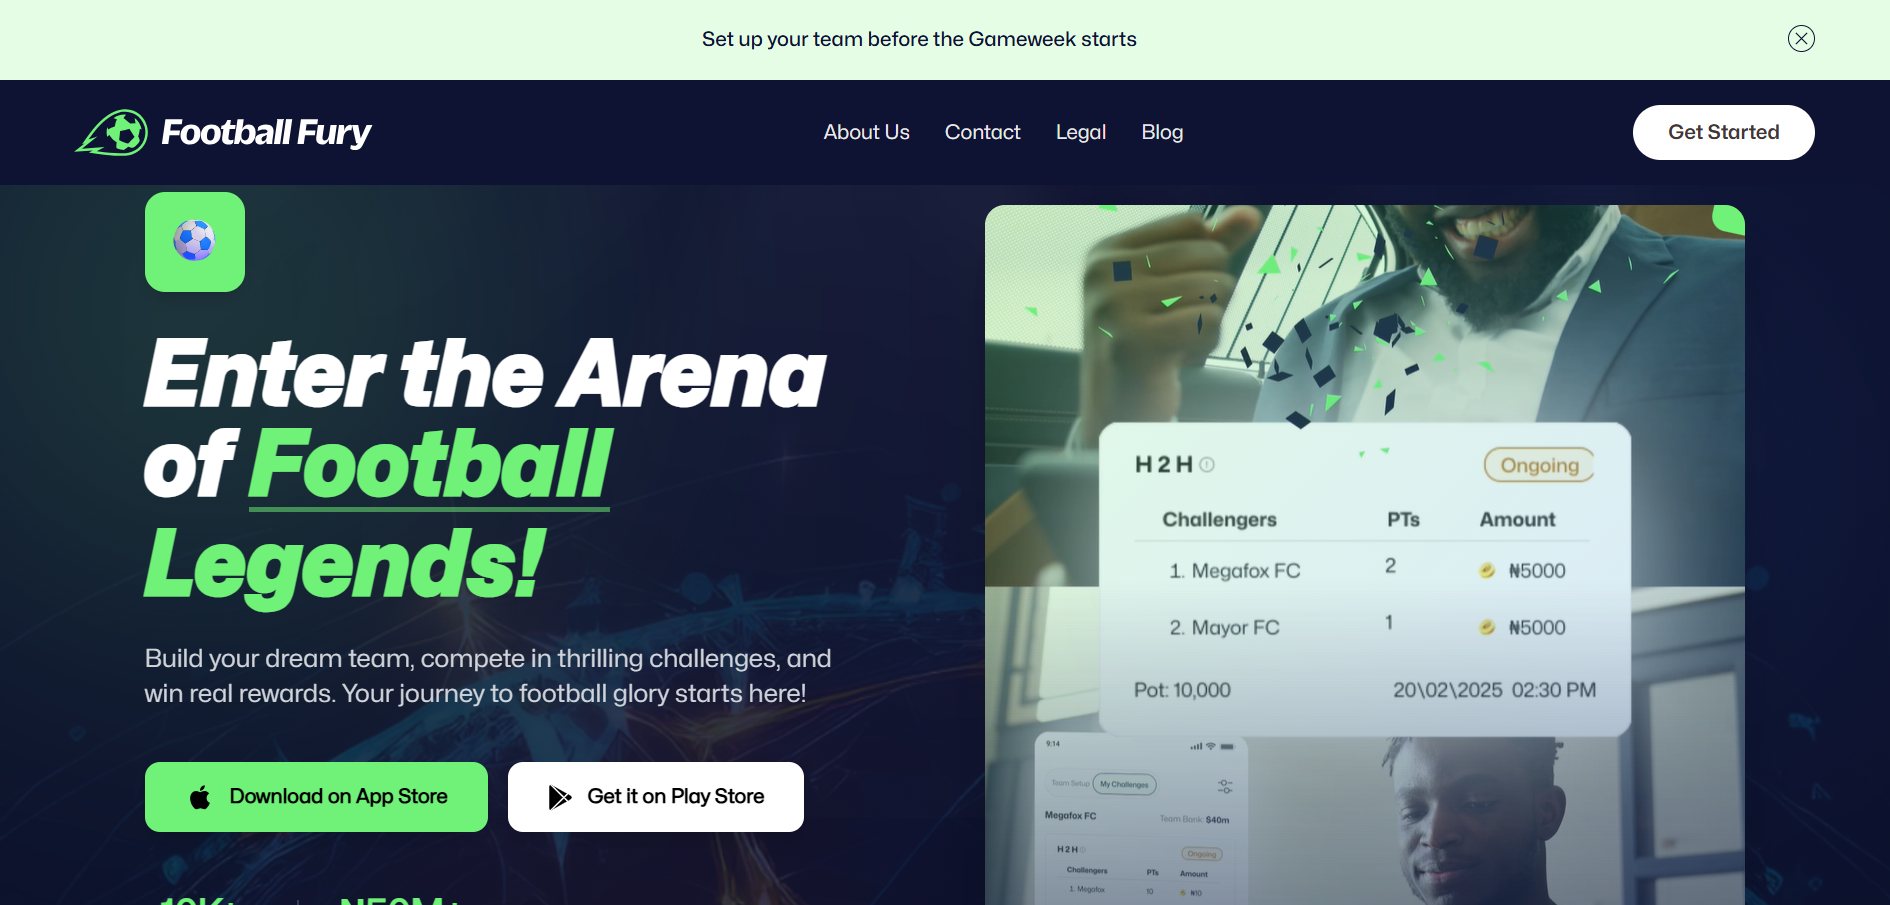 Set up your team before the Gameweek starts
Football Fury
About Us
Contact
Legal
Blog
Get Started
Enter the Arena
of Football
Legends!
Build your dream team, compete in thrilling challenges, and
win real rewards. Your journey to football glory starts here!
Download on App Store
Get it on Play Store
H2H
Ongoing
Challengers PTs Amount
1. Megafox FC 2 ₦5000
2. Mayor FC 1 ₦5000
Pot: 10,000 20\02\2025 02:30 PM
9:14
Team Setup My Challenges
Megafox FC Team Bank: $40m
H2H Ongoing
Challengers PTs Amount
1. Megafox 10 ₦10